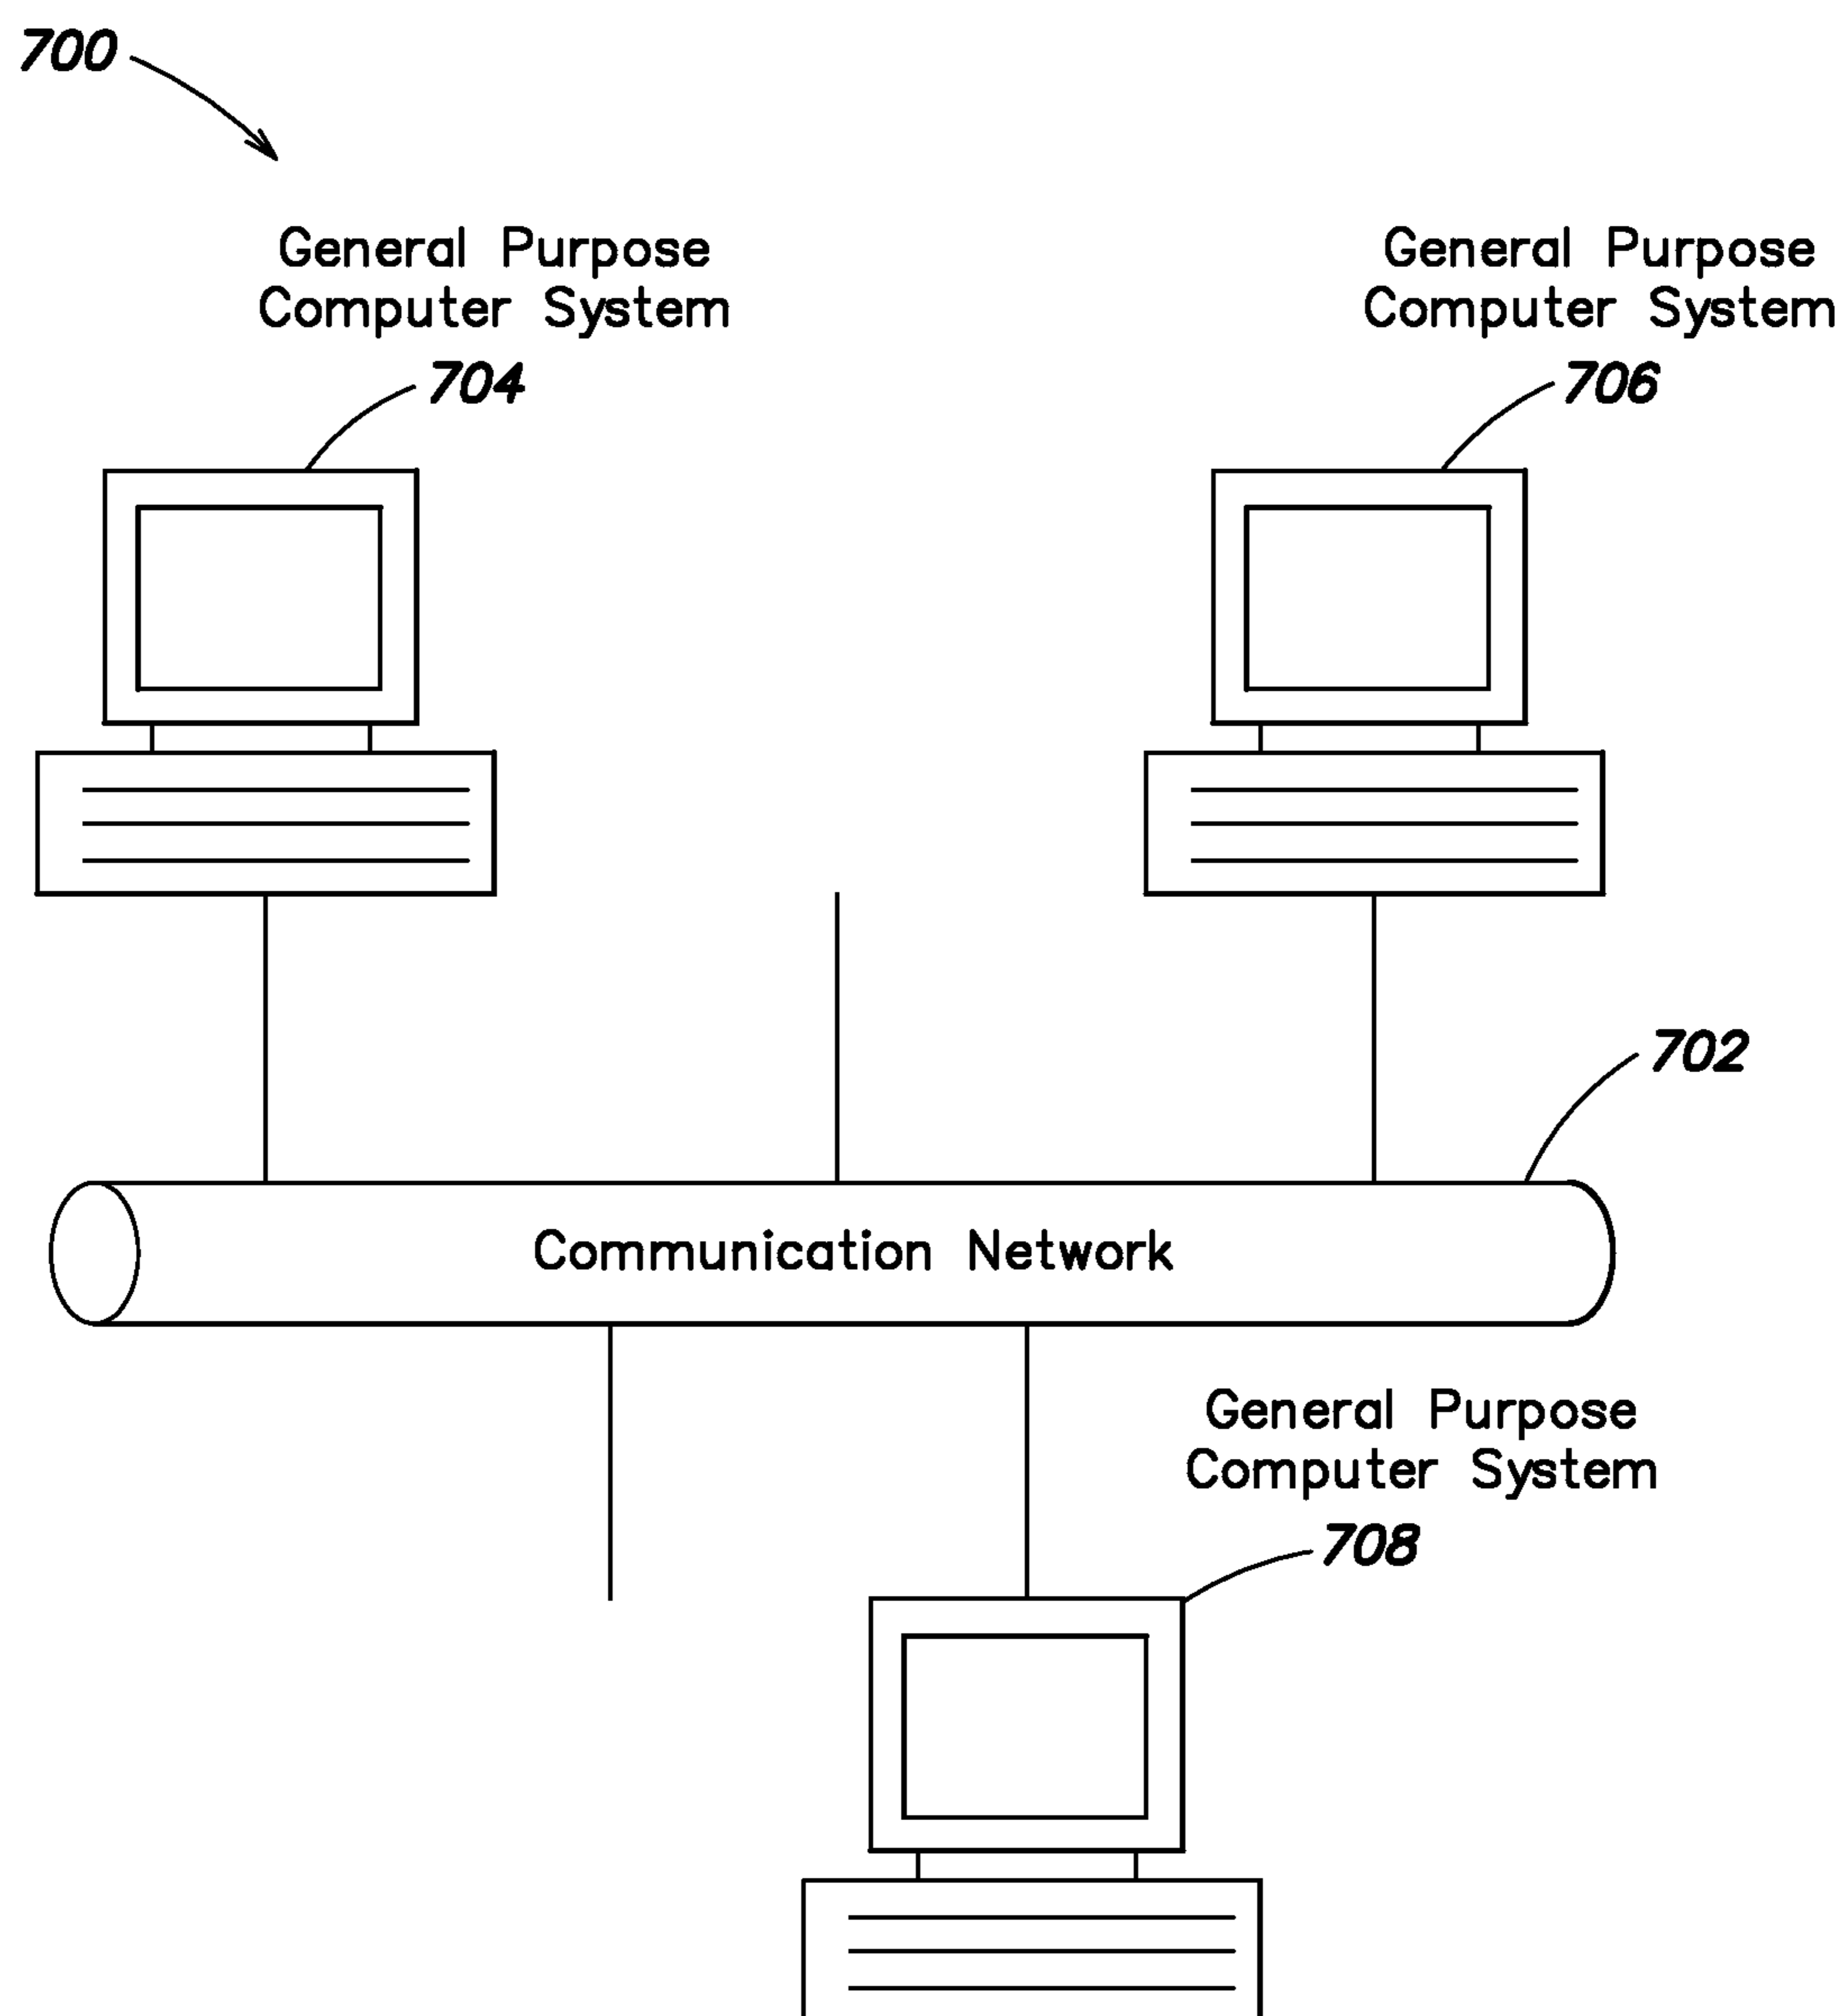 700
General Purpose
Computer System
704
General Purpose
Computer System
706
702
Communication Network
General Purpose
Computer System
708